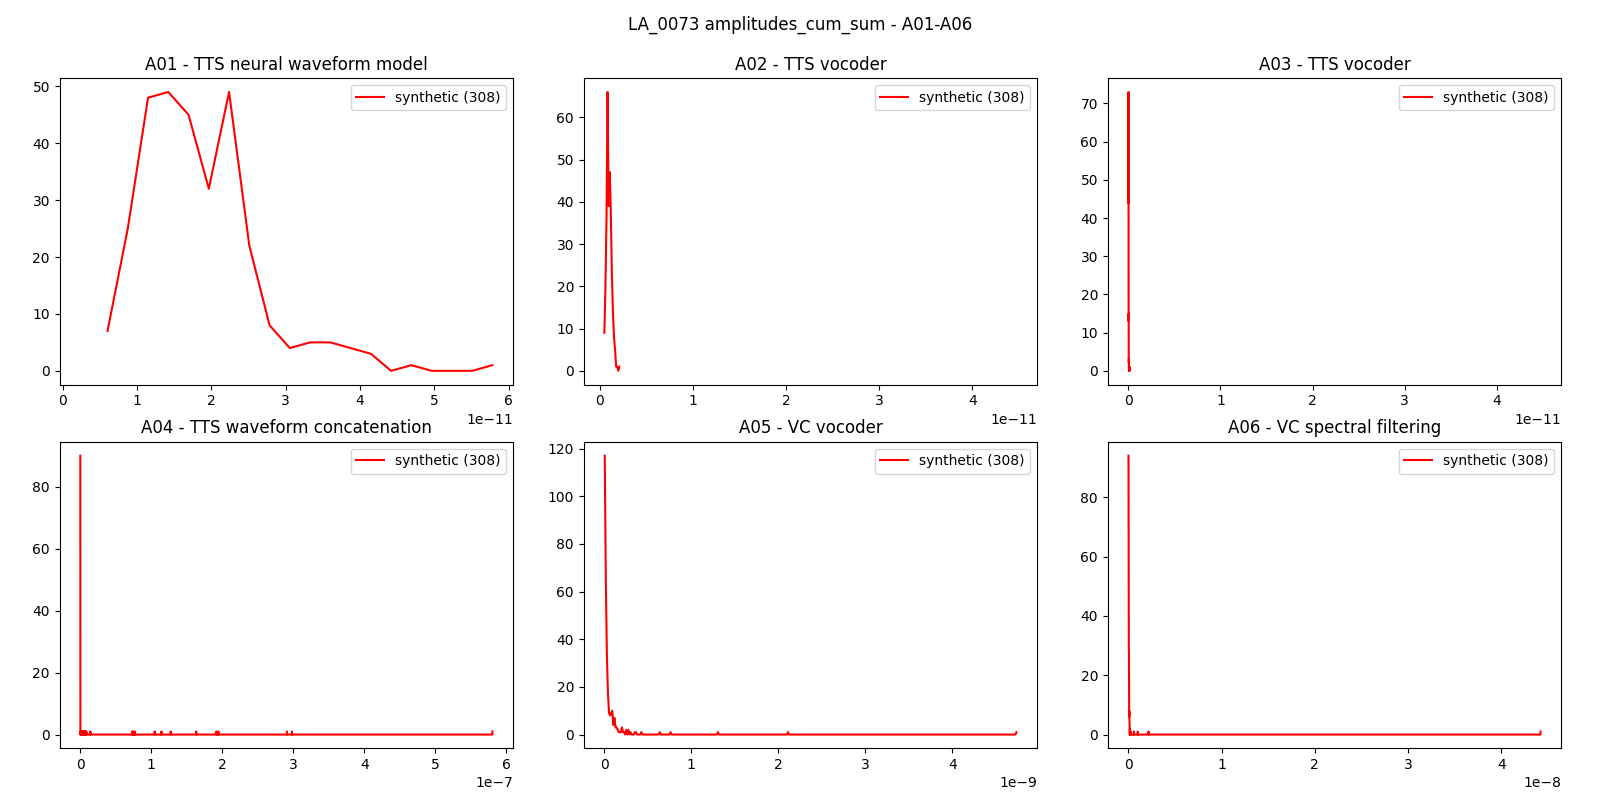 LA_0073 amplitudes_cum_sum - A01-A06
A01 - TTS neural waveform model
synthetic (308)
50
40
30
20
10
0
0 1 2 3 4 5 6
1e−11
A02 - TTS vocoder
synthetic (308)
60
50
40
30
20
10
0
0 1 2 3 4
1e−11
A03 - TTS vocoder
synthetic (308)
70
60
50
40
30
20
10
0
0 1 2 3 4
1e−11
A04 - TTS waveform concatenation
synthetic (308)
80
60
40
20
0
0 1 2 3 4 5 6
1e−7
A05 - VC vocoder
synthetic (308)
120
100
80
60
40
20
0
0 1 2 3 4
1e−9
A06 - VC spectral filtering
synthetic (308)
80
60
40
20
0
0 1 2 3 4
1e−8